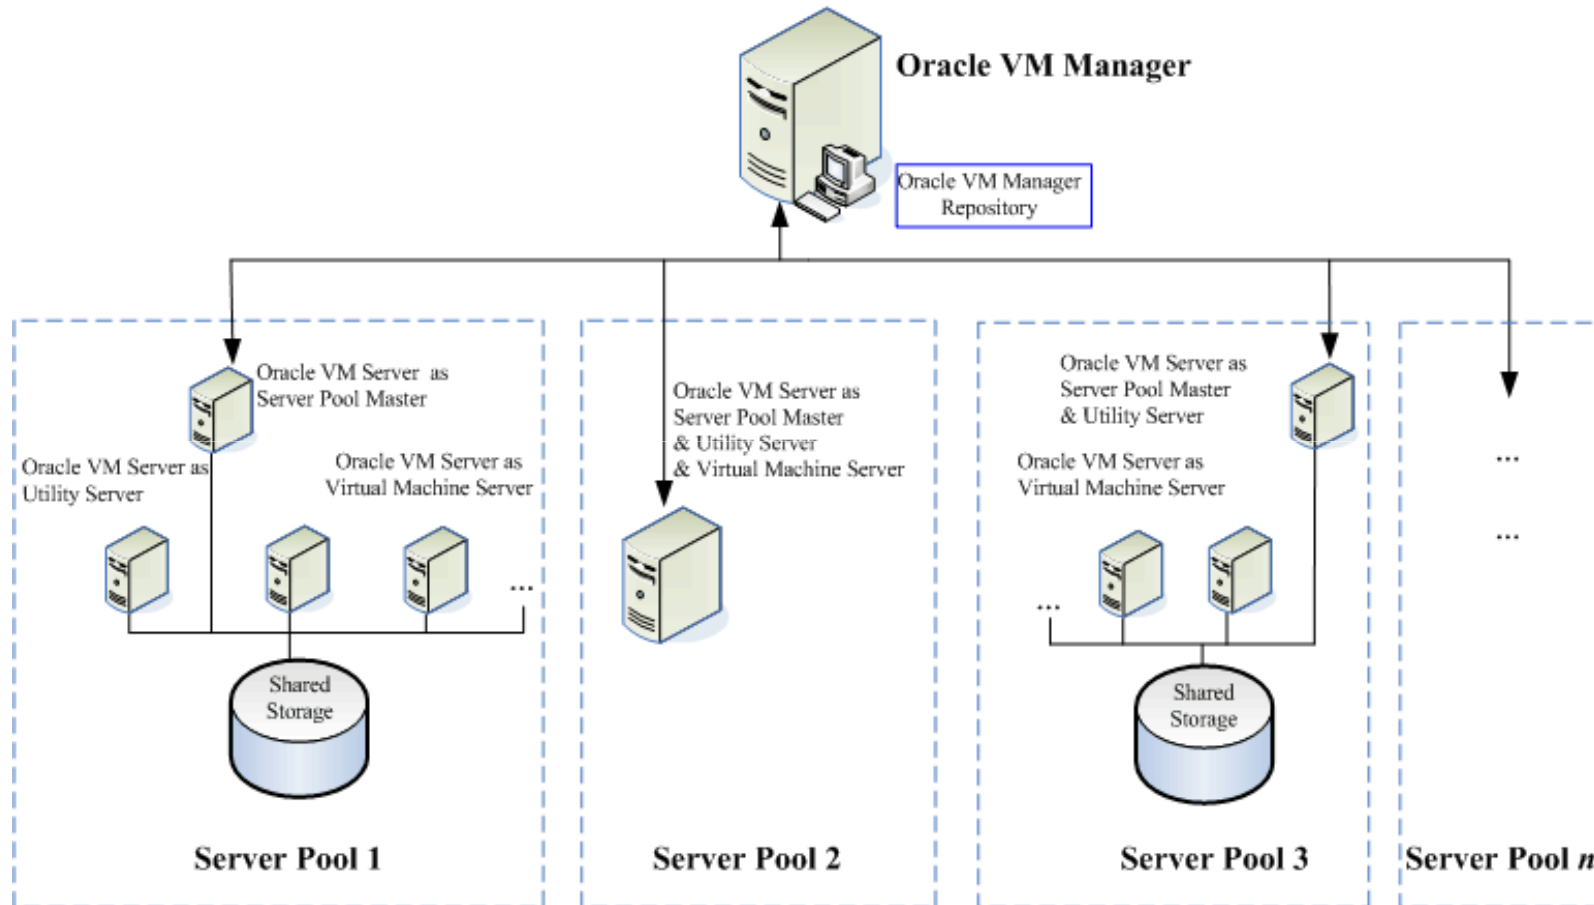 Oracle VM Manager
Oracle VM Manager
Repository
Oracle VM Server as
Server Pool Master
Oracle VM Server as
Utility Server
Oracle VM Server as
Virtual Machine Server
...
Shared
Storage
Server Pool 1
Oracle VM Server as
Server Pool Master
& Utility Server
& Virtual Machine Server
Server Pool 2
Oracle VM Server as
Server Pool Master
& Utility Server
Oracle VM Server as
Virtual Machine Server
...
Shared
Storage
Server Pool 3
...
...
Server Pool n